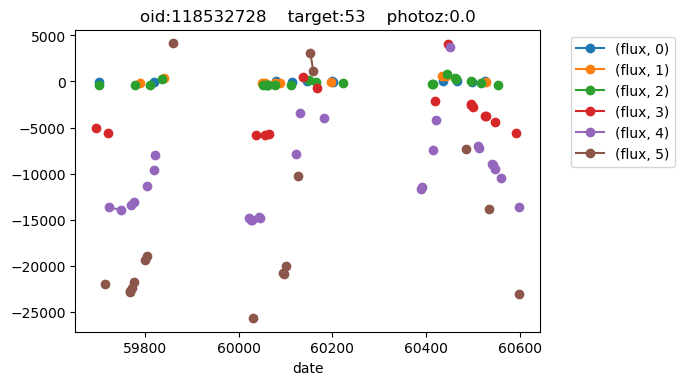 oid:118532728    target:53    photoz:0.0
5000
0
−5000
−10000
−15000
−20000
−25000
59800
60000
60200
60400
60600
date
(flux, 0)
(flux, 1)
(flux, 2)
(flux, 3)
(flux, 4)
(flux, 5)